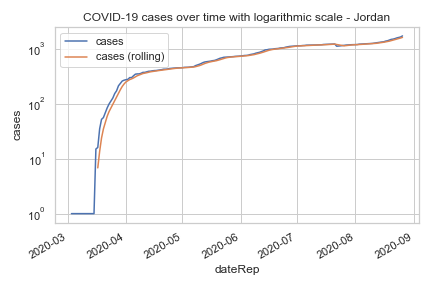 COVID-19 cases over time with logarithmic scale - Jordan
cases
cases (rolling)
10³
10²
10¹
10⁰
cases
2020-03
2020-04
2020-05
2020-06
2020-07
2020-08
2020-09
dateRep